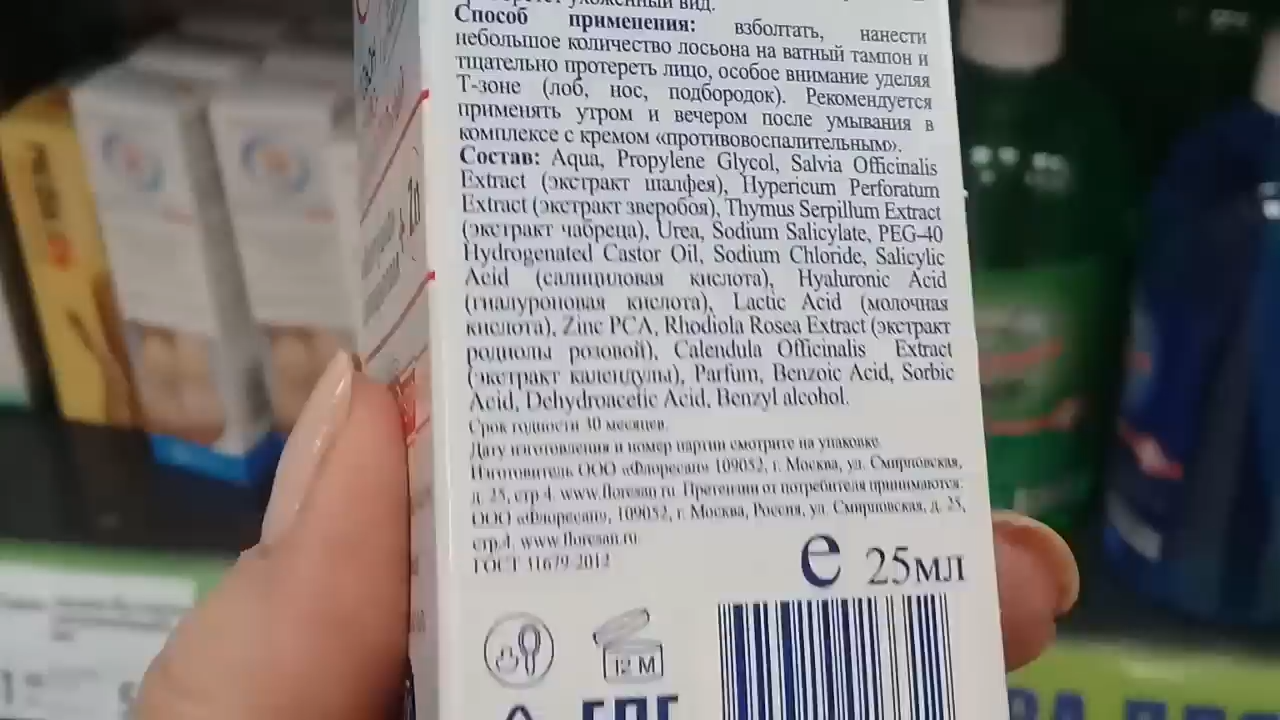 ухоженный вид.
Способ применения: взболтать, нанести
небольшое количество лосьона на ватный тампон и
тщательно протереть лицо, особое внимание уделяя
Т-зоне (лоб, нос, подбородок). Рекомендуется
применять утром и вечером после умывания в
комплексе с кремом «противовоспалительным».
Состав: Aqua, Propylene Glycol, Salvia Officinalis
Extract (экстракт шалфея), Hypericum Perforatum
Extract (экстракт зверобоя), Thymus Serpillum Extract
(экстракт чабреца), Urea, Sodium Salicylate, PEG-40
Hydrogenated Castor Oil, Sodium Chloride, Salicylic
Acid (салициловая кислота), Hyaluronic Acid
(гиалуроновая кислота), Lactic Acid (молочная
кислота), Zinc PCA, Rhodiola Rosea Extract (экстракт
родиолы розовой), Calendula Officinalis Extract
(экстракт календулы), Parfum, Benzoic Acid, Sorbic
Acid, Dehydroacetic Acid, Benzyl alcohol.
Срок годности 30 месяцев.
Дату изготовления и номер партии смотрите на упаковке.
Изготовитель ООО «Флоресан» 109052, г. Москва, ул. Смирновская,
д. 25, стр.4. www.floresan.ru. Претензии от потребителя принимаются:
ООО «Флоресан», 109052, г. Москва, Россия, ул. Смирновская, д. 25,
стр.4. www.floresan.ru.
ГОСТ 31679-2012
e 25мл
12 M